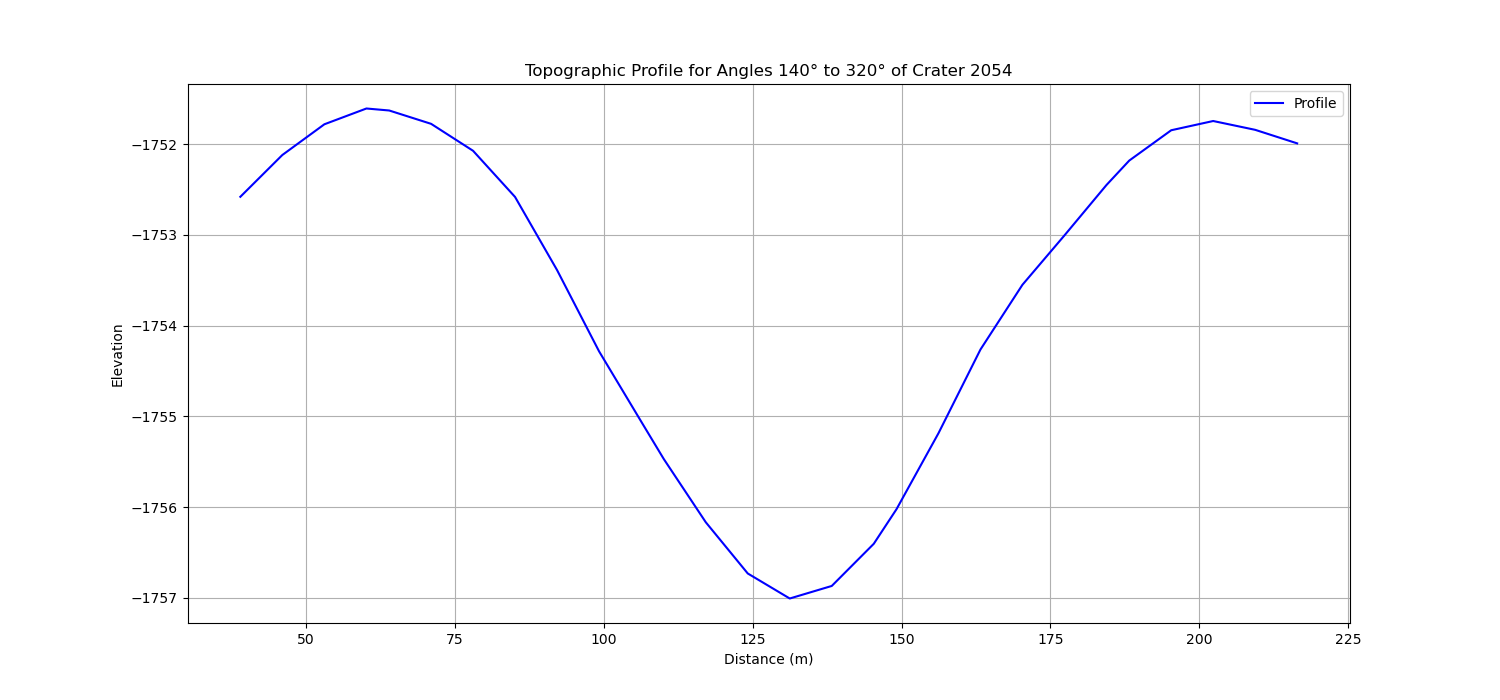 Topographic Profile for Angles 140° to 320° of Crater 2054
Profile
Elevation
−1752
−1753
−1754
−1755
−1756
−1757
50 75 100 125 150 175 200 225
Distance (m)